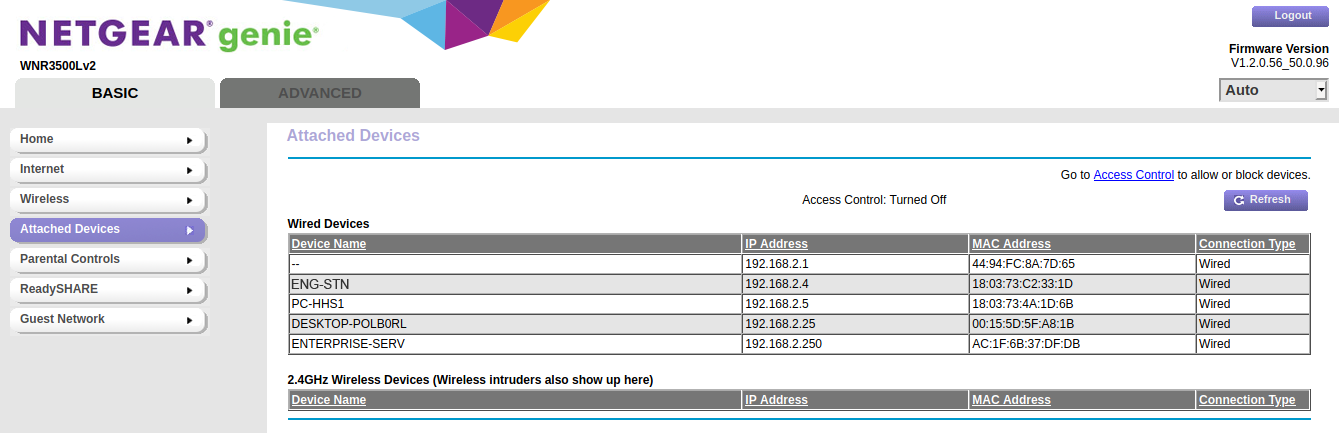 NETGEAR® genie®
Logout
WNR3500Lv2
Firmware Version
V1.2.0.56_50.0.96
BASIC
ADVANCED
Auto
Home
Internet
Wireless
Attached Devices
Parental Controls
ReadySHARE
Guest Network
Attached Devices
Go to Access Control to allow or block devices.
Access Control: Turned Off
Refresh
Wired Devices
Device Name IP Address MAC Address Connection Type
-- 192.168.2.1 44:94:FC:8A:7D:65 Wired
ENG-STN 192.168.2.4 18:03:73:C2:33:1D Wired
PC-HHS1 192.168.2.5 18:03:73:4A:1D:6B Wired
DESKTOP-POLB0RL 192.168.2.25 00:15:5D:5F:A8:1B Wired
ENTERPRISE-SERV 192.168.2.250 AC:1F:6B:37:DF:DB Wired
2.4GHz Wireless Devices (Wireless intruders also show up here)
Device Name IP Address MAC Address Connection Type